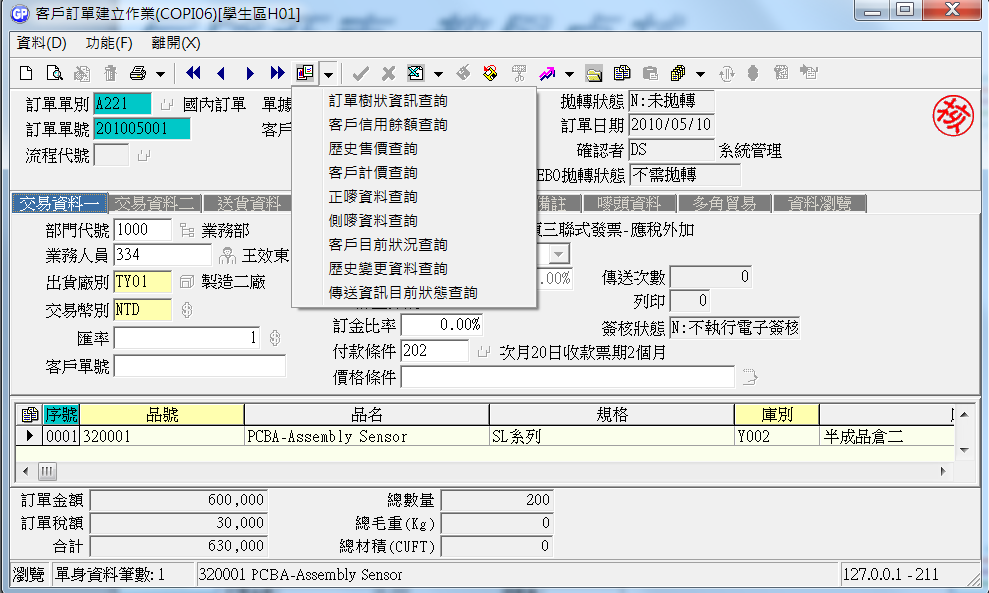 GP 客戶訂單建立作業(COPI06)[學生區H01]
資料(D) 功能(F) 離開(X)
訂單單別 A221 國內訂單 單據
訂單單號 201005001 客戶
流程代號
訂單樹狀資訊查詢
客戶信用餘額查詢
歷史售價查詢
客戶計價查詢
正嘜資料查詢
側嘜資料查詢
客戶目前狀況查詢
歷史變更資料查詢
傳送資訊目前狀態查詢
拋轉狀態 N:未拋轉
訂單日期 2010/05/10
確認者 DS 系統管理
EBO拋轉狀態 不需拋轉
核
交易資料一 交易資料二 送貨資料 備註 嘜頭資料 多角貿易 資料瀏覽
部門代號 1000 業務部
業務人員 334 王效東
出貨廠別 TY01 製造二廠
交易幣別 NTD
匯率 1
客戶單號
三聯式發票-應稅外加
.00%
傳送次數 0
列印 0
訂金比率 0.00% 簽核狀態 N:不執行電子簽核
付款條件 202 次月20日收款票期2個月
價格條件
序號 品號 品名 規格 庫別
0001 320001 PCBA-Assembly Sensor SL系列 Y002 半成品倉二
訂單金額 600,000 總數量 200
訂單稅額 30,000 總毛重(Kg) 0
合計 630,000 總材積(CUFT) 0
瀏覽 單身資料筆數: 1 320001 PCBA-Assembly Sensor 127.0.0.1 - 211